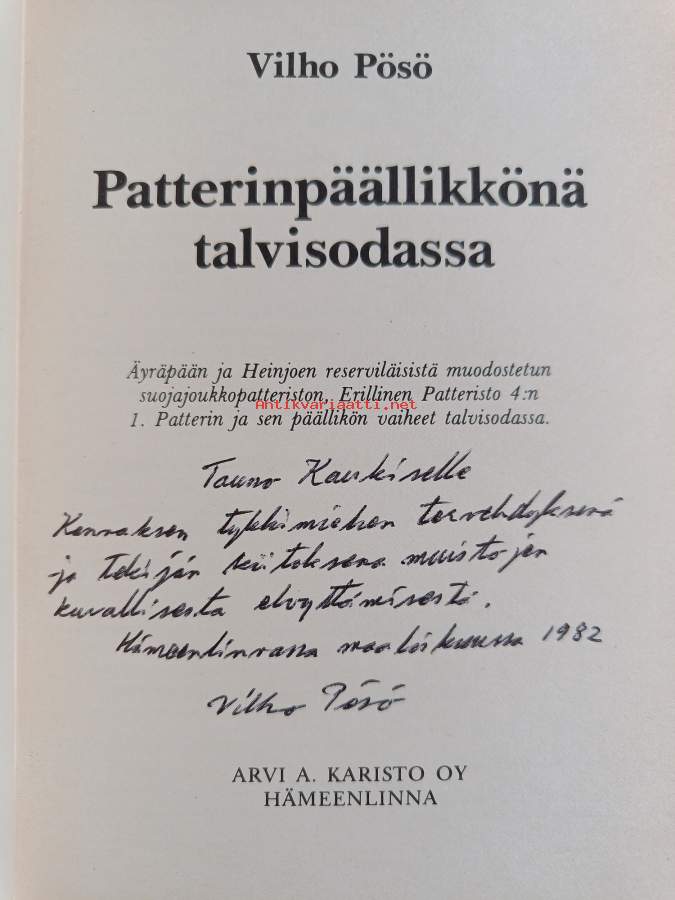 Vilho Pösö
Patterinpäällikkönä
talvisodassa
Äyräpään ja Heinjoen reserviläisistä muodostetun
suojajoukkopatteriston, Erillinen Patteristo 4:n
Antikvariaatti.net
1. Patterin ja sen päällikön vaiheet talvisodassa.
Tauno Kaukiselle
Kannaksen tykkimiehen tervehdyksenä
ja tekijän kiitoksena muistojen
kuvallisesta elvyttämisestä.
Hämeenlinnassa maaliskuussa 1982
Vilho Pösö
ARVI A. KARISTO OY
HÄMEENLINNA